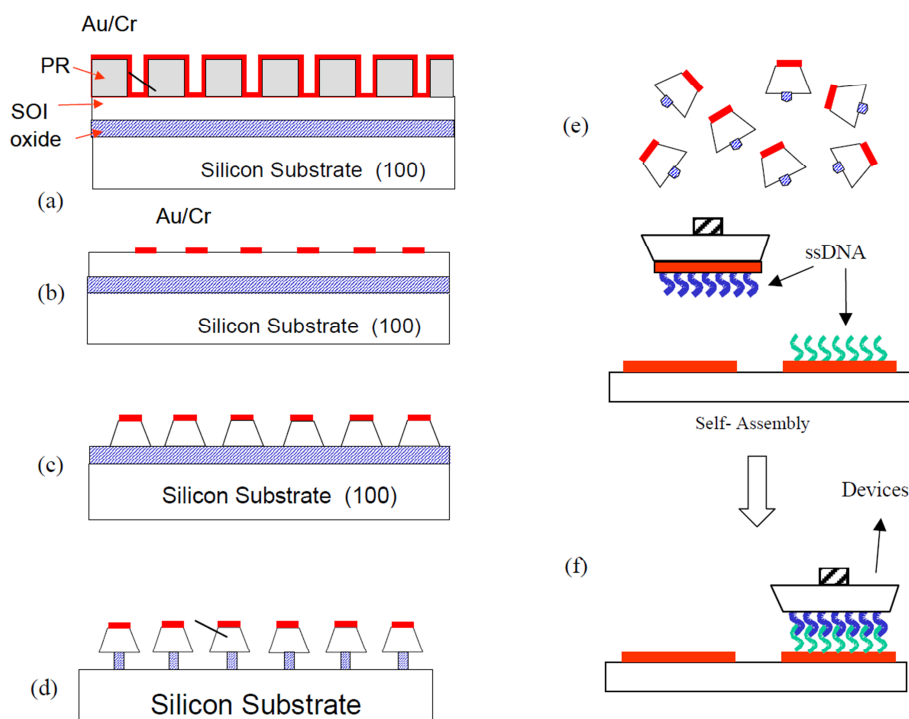 Au/Cr
PR
SOI
oxide
Silicon Substrate (100)
(a)
Au/Cr
(b)
Silicon Substrate (100)
(c)
Silicon Substrate (100)
(d)
Silicon Substrate
(e)
ssDNA
Self- Assembly
Devices
(f)